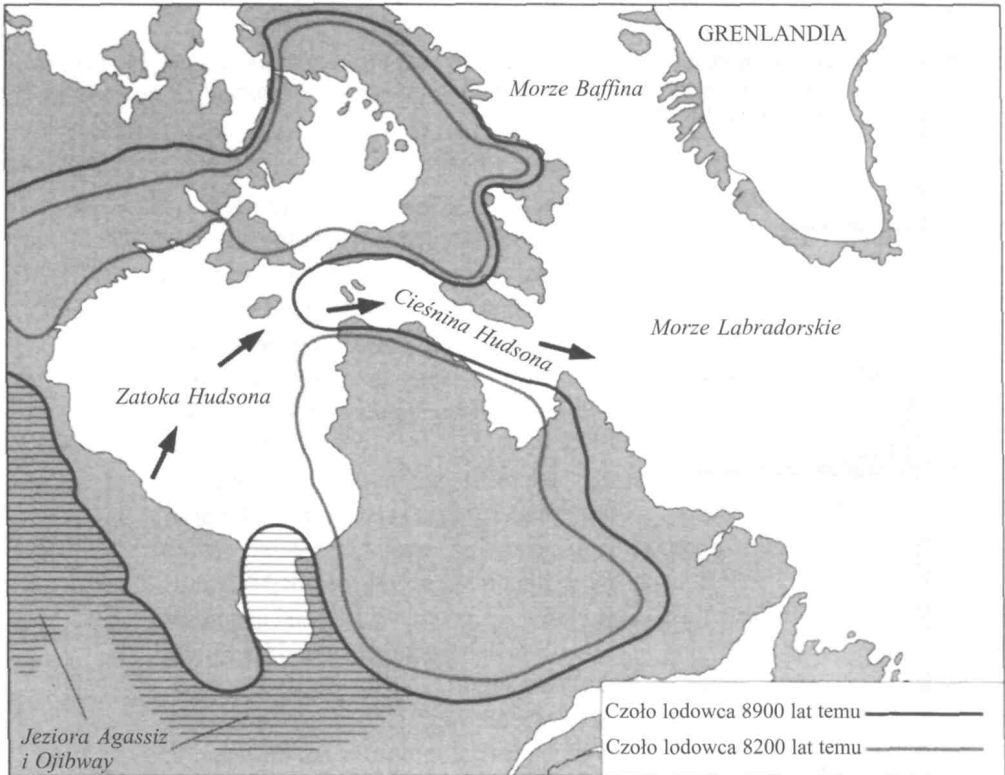 GRENLANDIA
Morze Baffina
Cieśnina Hudsona
Morze Labradorskie
Zatoka Hudsona
Jeziora Agassiz
i Ojibway
Czoło lodowca 8900 lat temu
Czoło lodowca 8200 lat temu